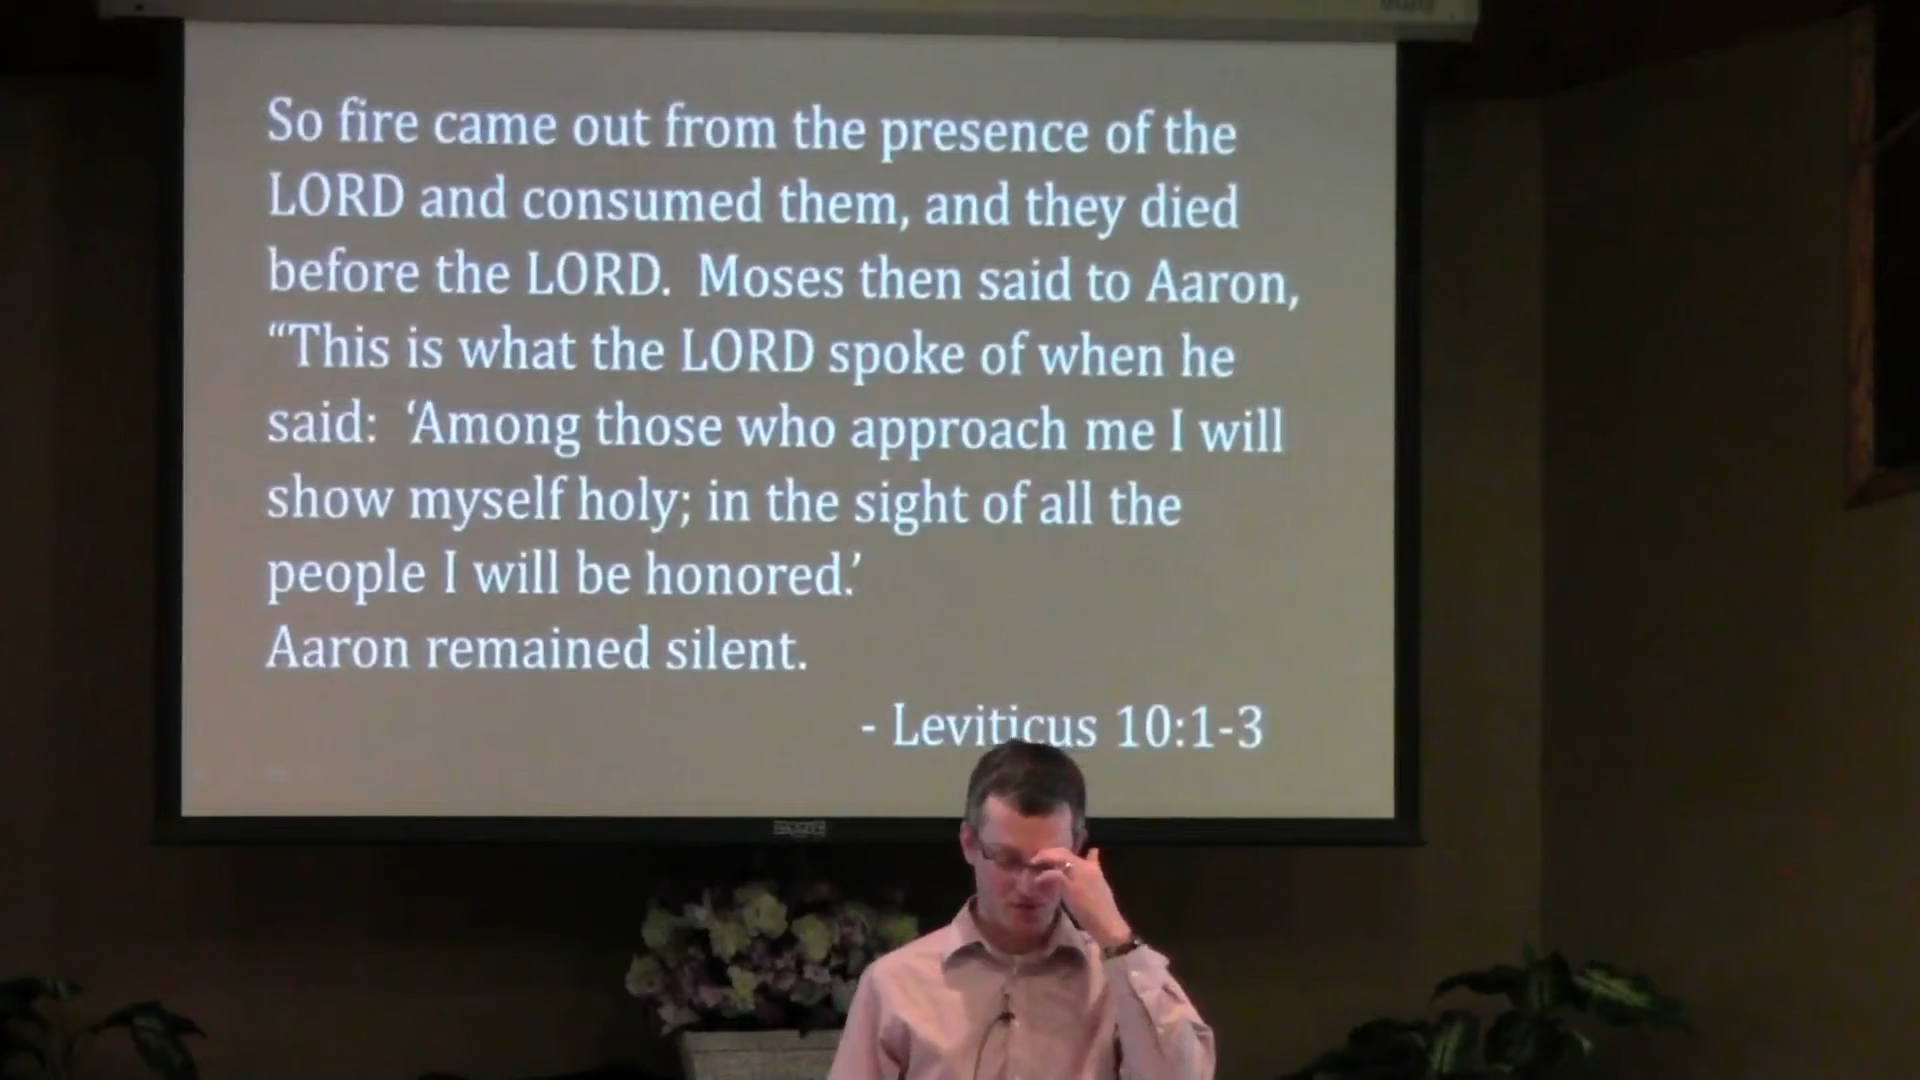 So fire came out from the presence of the
LORD and consumed them, and they died
before the LORD.  Moses then said to Aaron,
“This is what the LORD spoke of when he
said:  ‘Among those who approach me I will
show myself holy; in the sight of all the
people I will be honored.’
Aaron remained silent.
- Leviticus 10:1-3